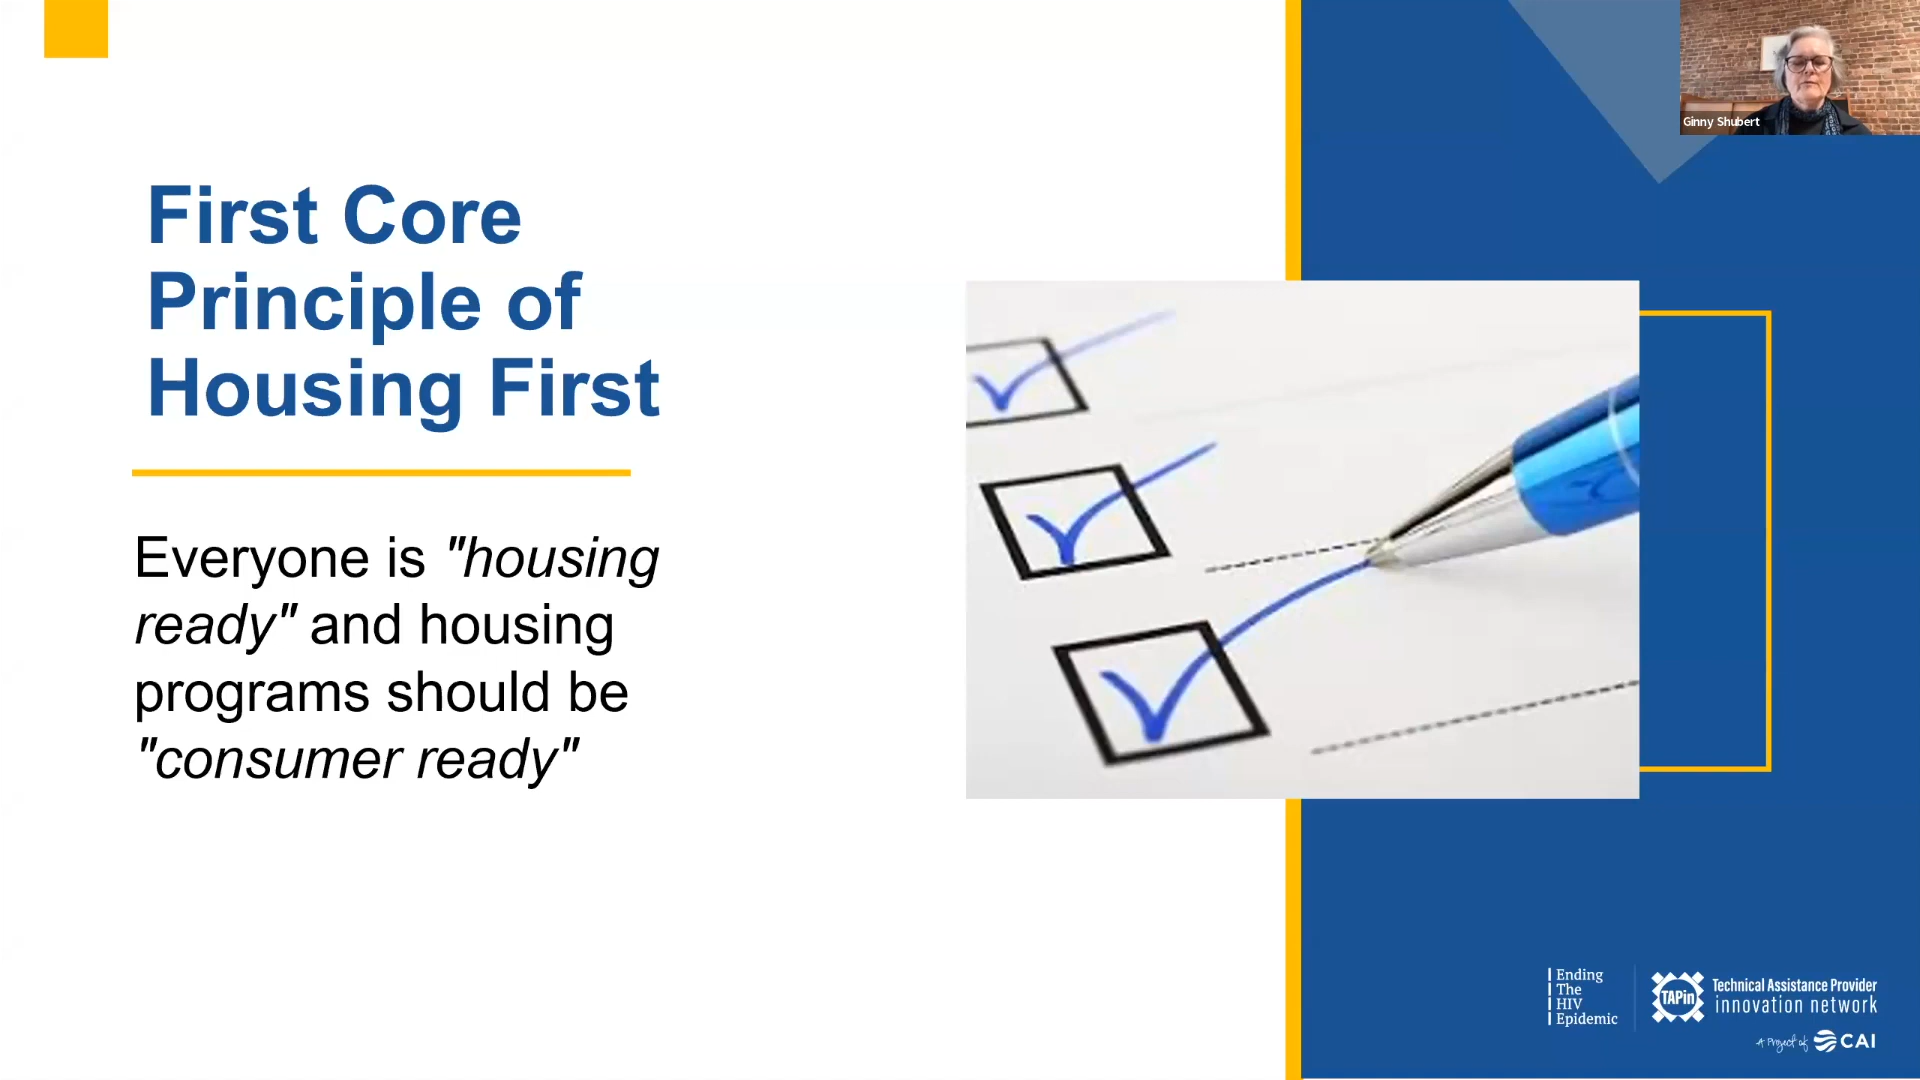 Ginny Shubert
First Core
Principle of
Housing First
Everyone is "housing
ready" and housing
programs should be
"consumer ready"
Ending
The
HIV
Epidemic
TAPin
Technical Assistance Provider
innovation network
A Project of CAI